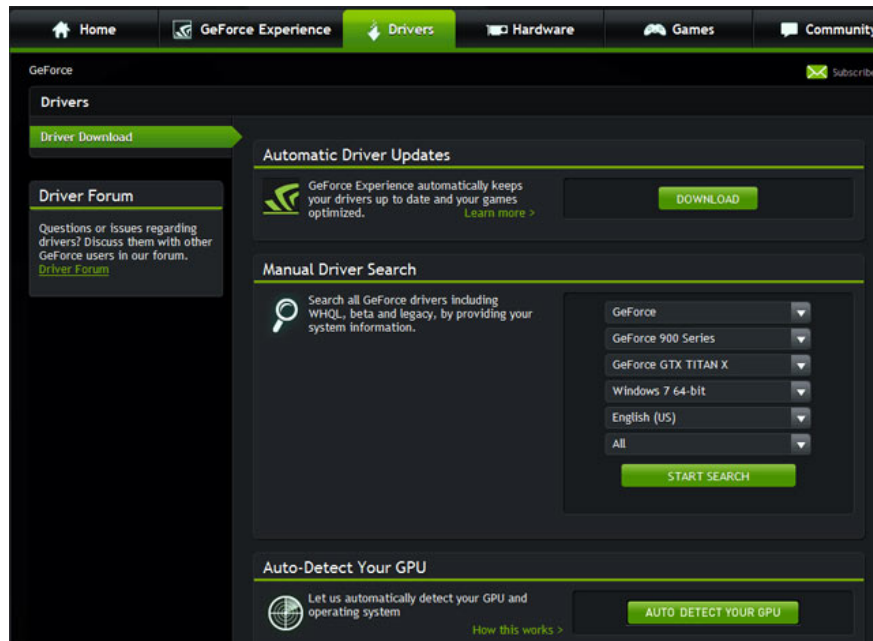 Home
GeForce Experience
Drivers
Hardware
Games
Community
GeForce
Subscribe
Drivers
Driver Download
Driver Forum
Questions or issues regarding
drivers? Discuss them with other
GeForce users in our forum.
Driver Forum
Automatic Driver Updates
GeForce Experience automatically keeps
your drivers up to date and your games
optimized.
Learn more >
DOWNLOAD
Manual Driver Search
Search all GeForce drivers including
WHQL, beta and legacy, by providing your
system information.
GeForce
GeForce 900 Series
GeForce GTX TITAN X
Windows 7 64-bit
English (US)
All
START SEARCH
Auto-Detect Your GPU
Let us automatically detect your GPU and
operating system
How this works >
AUTO DETECT YOUR GPU